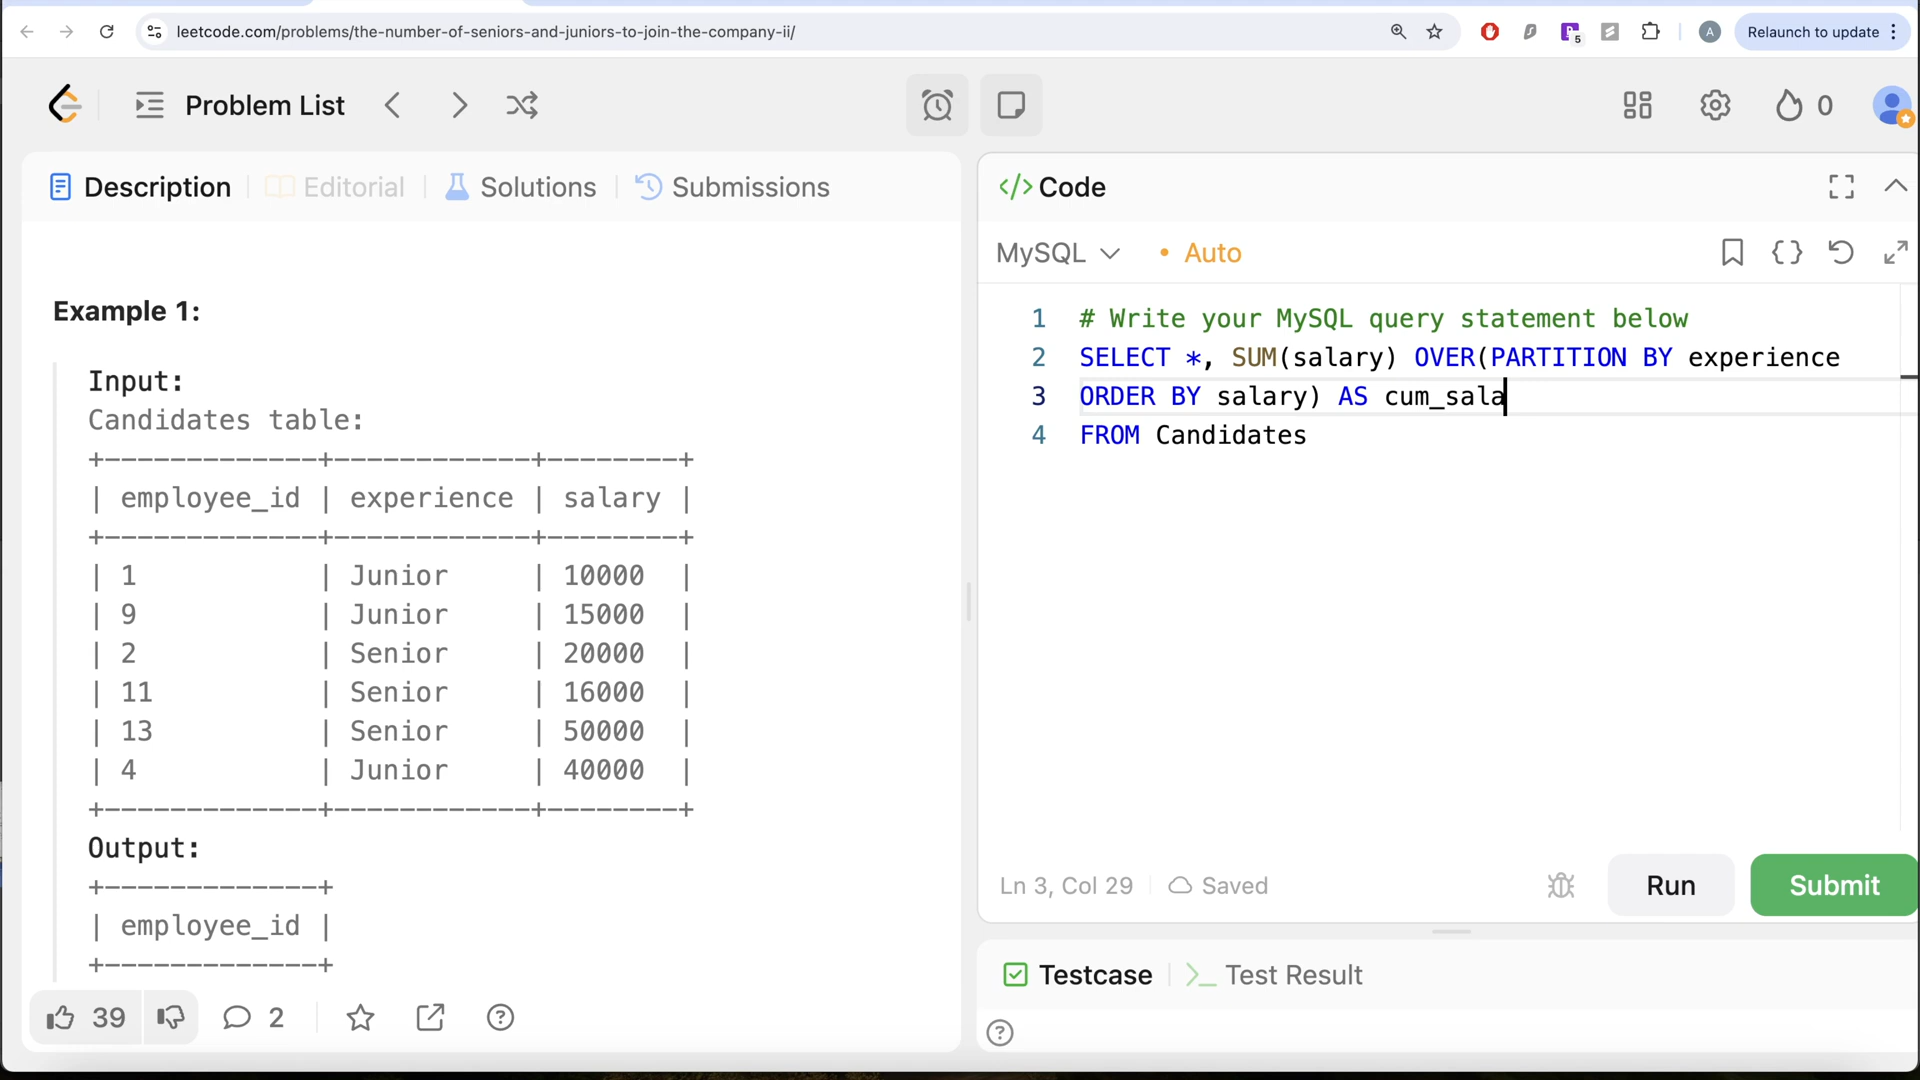 leetcode.com/problems/the-number-of-seniors-and-juniors-to-join-the-company-ii/
5
A
Relaunch to update
Problem List
0
Description
Editorial
Solutions
Submissions
</> Code
MySQL
• Auto
Example 1:
Input:
Candidates table:
+-------------+------------+--------+
| employee_id | experience | salary |
+-------------+------------+--------+
| 1           | Junior     | 10000  |
| 9           | Junior     | 15000  |
| 2           | Senior     | 20000  |
| 11          | Senior     | 16000  |
| 13          | Senior     | 50000  |
| 4           | Junior     | 40000  |
+-------------+------------+--------+
Output:
+-------------+
| employee_id |
+-------------+
39
2
1 # Write your MySQL query statement below
2 SELECT *, SUM(salary) OVER(PARTITION BY experience
3 ORDER BY salary) AS cum_sala
4 FROM Candidates
Ln 3, Col 29
Saved
Run
Submit
Testcase
Test Result